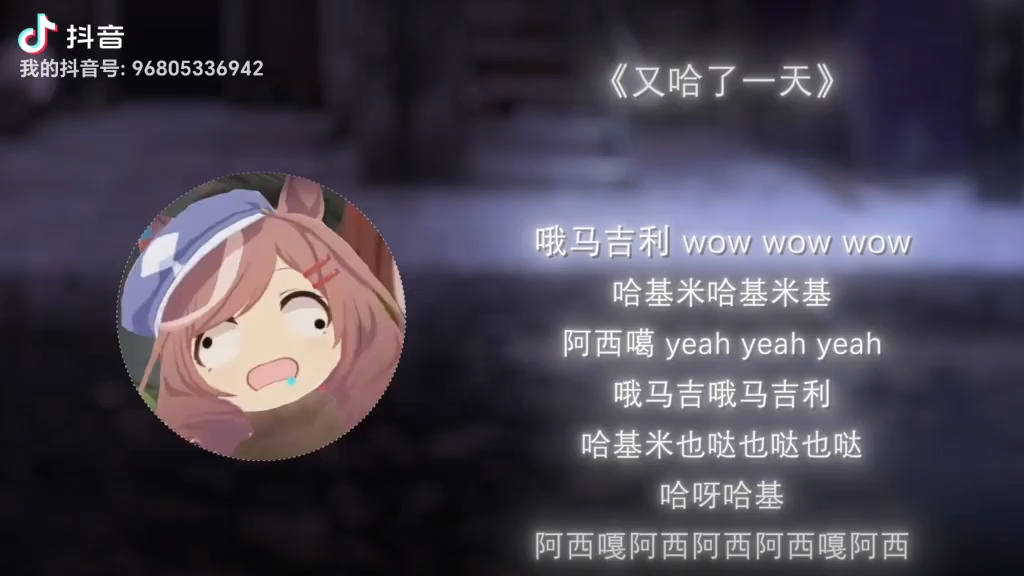 抖音
我的抖音号: 96805336942
《又哈了一天》
哦马吉利 wow wow wow
哈基米哈基米基
阿西噶 yeah yeah yeah
哦马吉哦马吉利
哈基米也哒也哒也哒
哈呀哈基
阿西嘎阿西阿西阿西嘎阿西